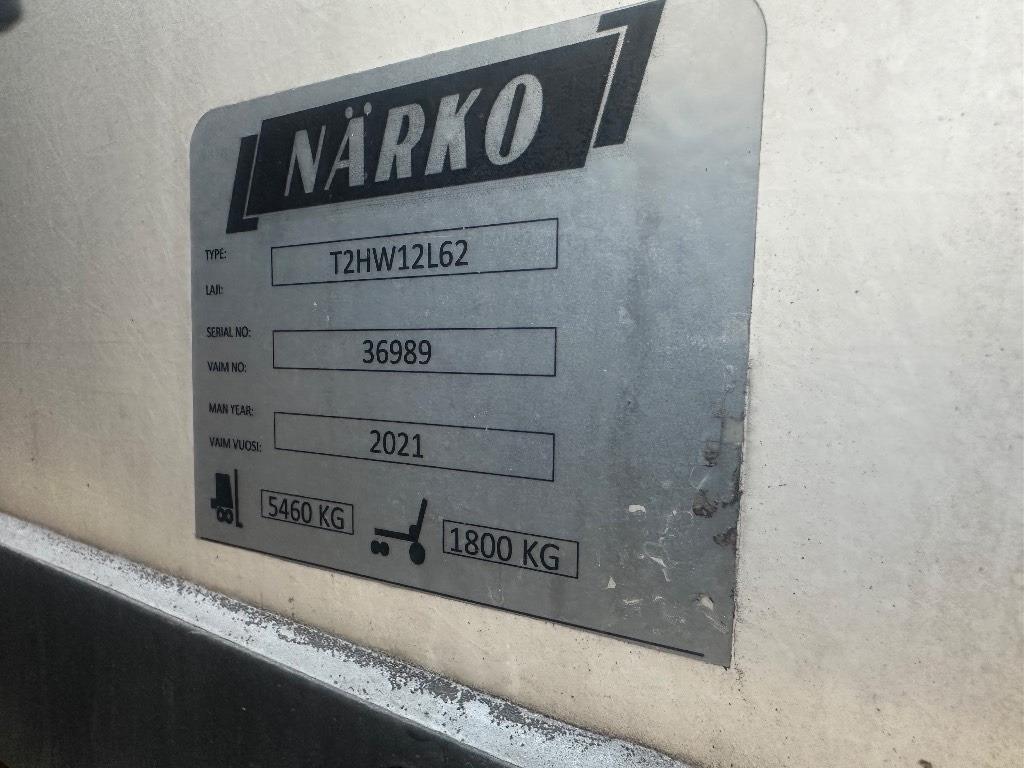 NÄRKO
TYPE: T2HW12L62
LAJI:
SERIAL NO: 36989
VAIM NO:
MAN YEAR: 2021
VAIM VUOSI:
5460 KG 1800 KG